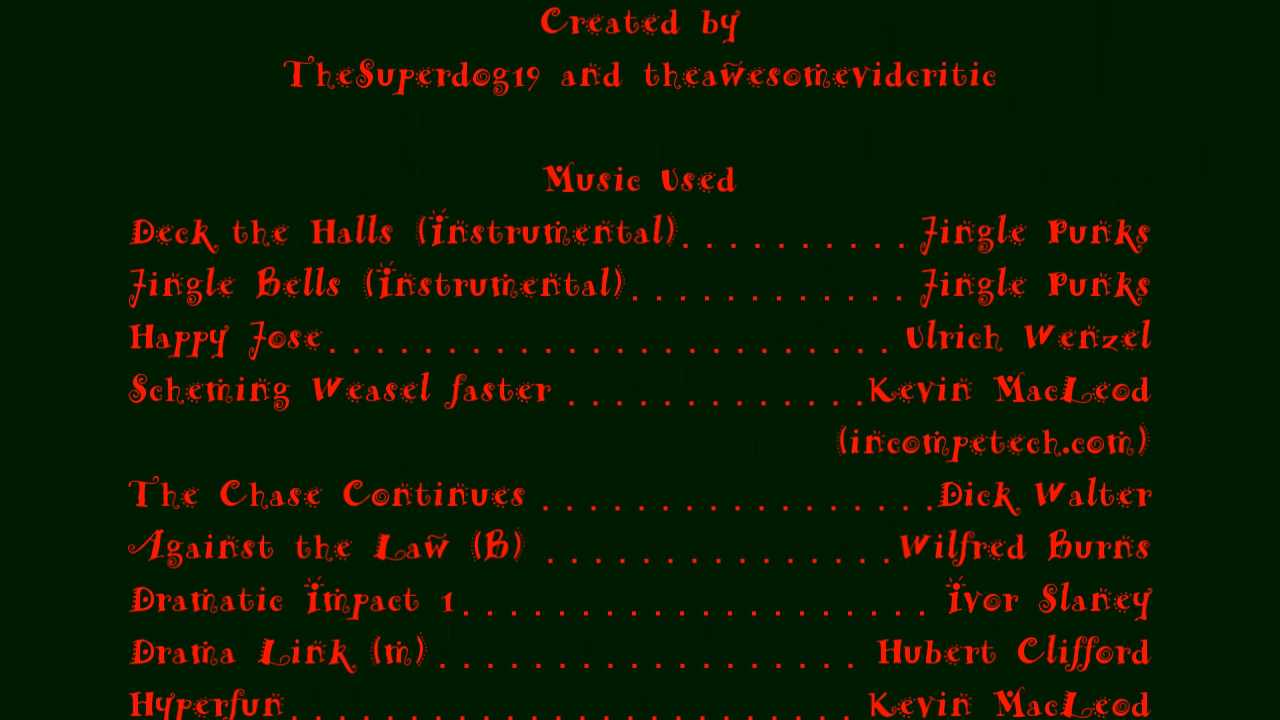 Created by
TheSuperdog19 and theawesomevidcritic
Music Used
Deck the Halls (Instrumental). . . . . . . . . . Jingle Punks
Jingle Bells (Instrumental). . . . . . . . . . . . Jingle Punks
Happy Jose. . . . . . . . . . . . . . . . . . . . . . . . Ulrich Wenzel
Scheming Weasel faster . . . . . . . . . . . . .Kevin MacLeod
(incompetech.com)
The Chase Continues . . . . . . . . . . . . . . . . .Dick Walter
Against the Law (B) . . . . . . . . . . . . . . .Wilfred Burns
Dramatic Impact 1. . . . . . . . . . . . . . . . . . . . Ivor Slaney
Drama Link (m) . . . . . . . . . . . . . . . . . . Hubert Clifford
Hyperfun. . . . . . . . . . . . . . . . . . . . . . . . Kevin MacLeod